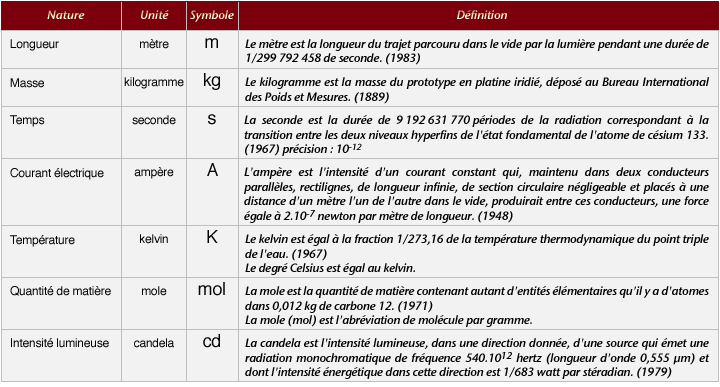 Nature Unité Symbole Définition
Longueur mètre m Le mètre est la longueur du trajet parcouru dans le vide par la lumière pendant une durée de
1/299 792 458 de seconde. (1983)
Masse kilogramme kg Le kilogramme est la masse du prototype en platine iridié, déposé au Bureau International
des Poids et Mesures. (1889)
Temps seconde s La seconde est la durée de 9 192 631 770 périodes de la radiation correspondant à la
transition entre les deux niveaux hyperfins de l'état fondamental de l'atome de césium 133.
(1967) précision : 10⁻¹²
Courant électrique ampère A L'ampère est l'intensité d'un courant constant qui, maintenu dans deux conducteurs
parallèles, rectilignes, de longueur infinie, de section circulaire négligeable et placés à une
distance d'un mètre l'un de l'autre dans le vide, produirait entre ces conducteurs, une force
égale à 2.10⁻⁷ newton par mètre de longueur. (1948)
Température kelvin K Le kelvin est égal à la fraction 1/273,16 de la température thermodynamique du point triple
de l'eau. (1967)
Le degré Celsius est égal au kelvin.
Quantité de matière mole mol La mole est la quantité de matière contenant autant d'entités élémentaires qu'il y a d'atomes
dans 0,012 kg de carbone 12. (1971)
La mole (mol) est l'abréviation de molécule par gramme.
Intensité lumineuse candela cd La candela est l'intensité lumineuse, dans une direction donnée, d'une source qui émet une
radiation monochromatique de fréquence 540.10¹² hertz (longueur d'onde 0,555 µm) et
dont l'intensité energétique dans cette direction est 1/683 watt par stéradian. (1979)